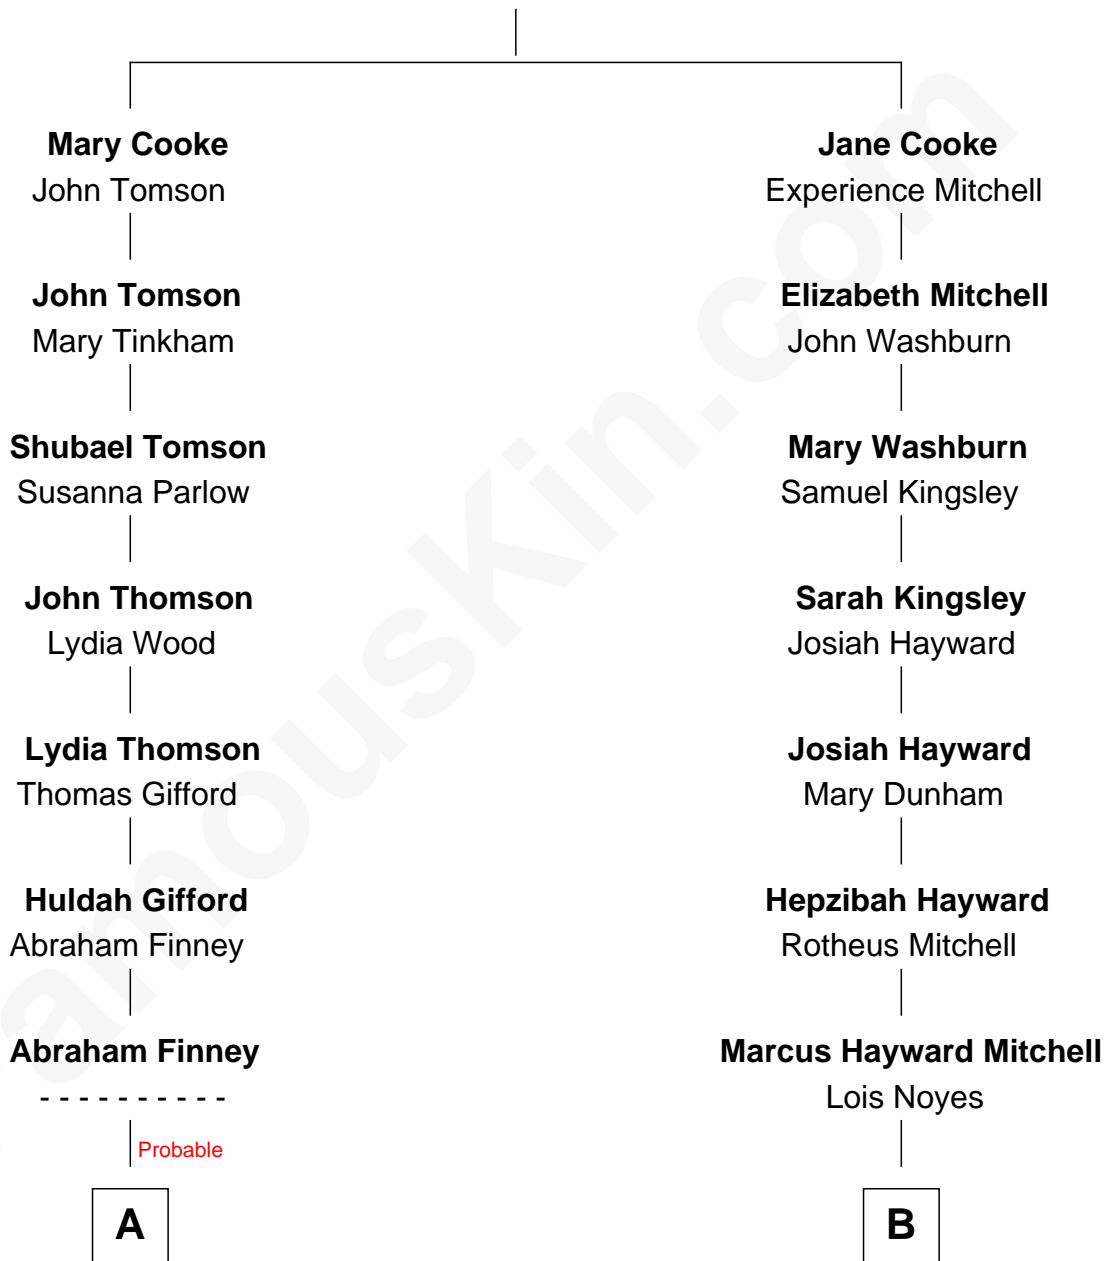 Mary Cooke
John Tomson
John Tomson
Mary Tinkham
Shubael Tomson
Susanna Parlow
John Thomson
Lydia Wood
Lydia Thomson
Thomas Gifford
Huldah Gifford
Abraham Finney
Abraham Finney
- - - - - - - - - -
Probable
A
Jane Cooke
Experience Mitchell
Elizabeth Mitchell
John Washburn
Mary Washburn
Samuel Kingsley
Sarah Kingsley
Josiah Hayward
Josiah Hayward
Mary Dunham
Hepzibah Hayward
Rotheus Mitchell
Marcus Hayward Mitchell
Lois Noyes
B
amousKin.com